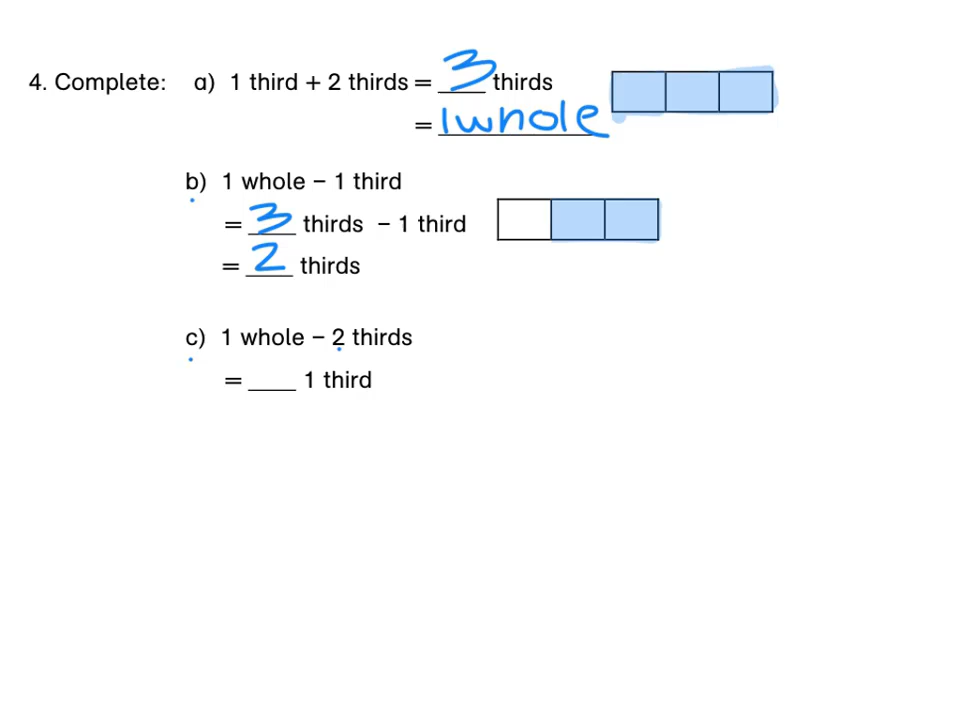 4. Complete: a) 1 third + 2 thirds = 3 thirds
= 1 whole
b) 1 whole − 1 third
= 3 thirds − 1 third
= 2 thirds
c) 1 whole − 2 thirds
= ____ 1 third